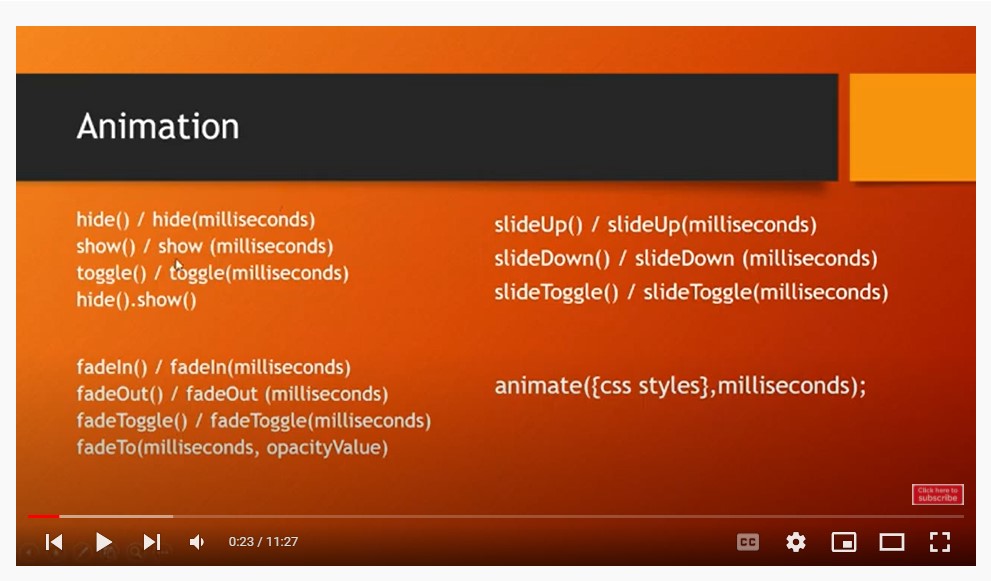 Animation
hide() / hide(milliseconds)
show() / show (milliseconds)
toggle() / toggle(milliseconds)
hide().show()
fadeIn() / fadeIn(milliseconds)
fadeOut() / fadeOut (milliseconds)
fadeToggle() / fadeToggle(milliseconds)
fadeTo(milliseconds, opacityValue)
slideUp() / slideUp(milliseconds)
slideDown() / slideDown (milliseconds)
slideToggle() / slideToggle(milliseconds)
animate({css styles},milliseconds);
Click here to
subscribe
0:23 / 11:27
CC